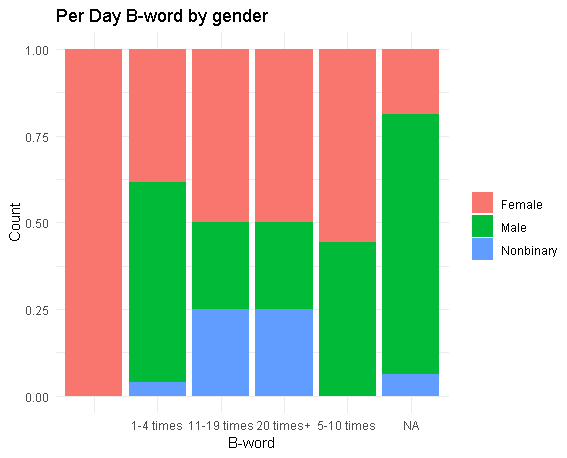 Per Day B-word by gender
1.00
0.75
0.50
0.25
0.00
Count
1-4 times 11-19 times 20 times+ 5-10 times NA
B-word
Female
Male
Nonbinary